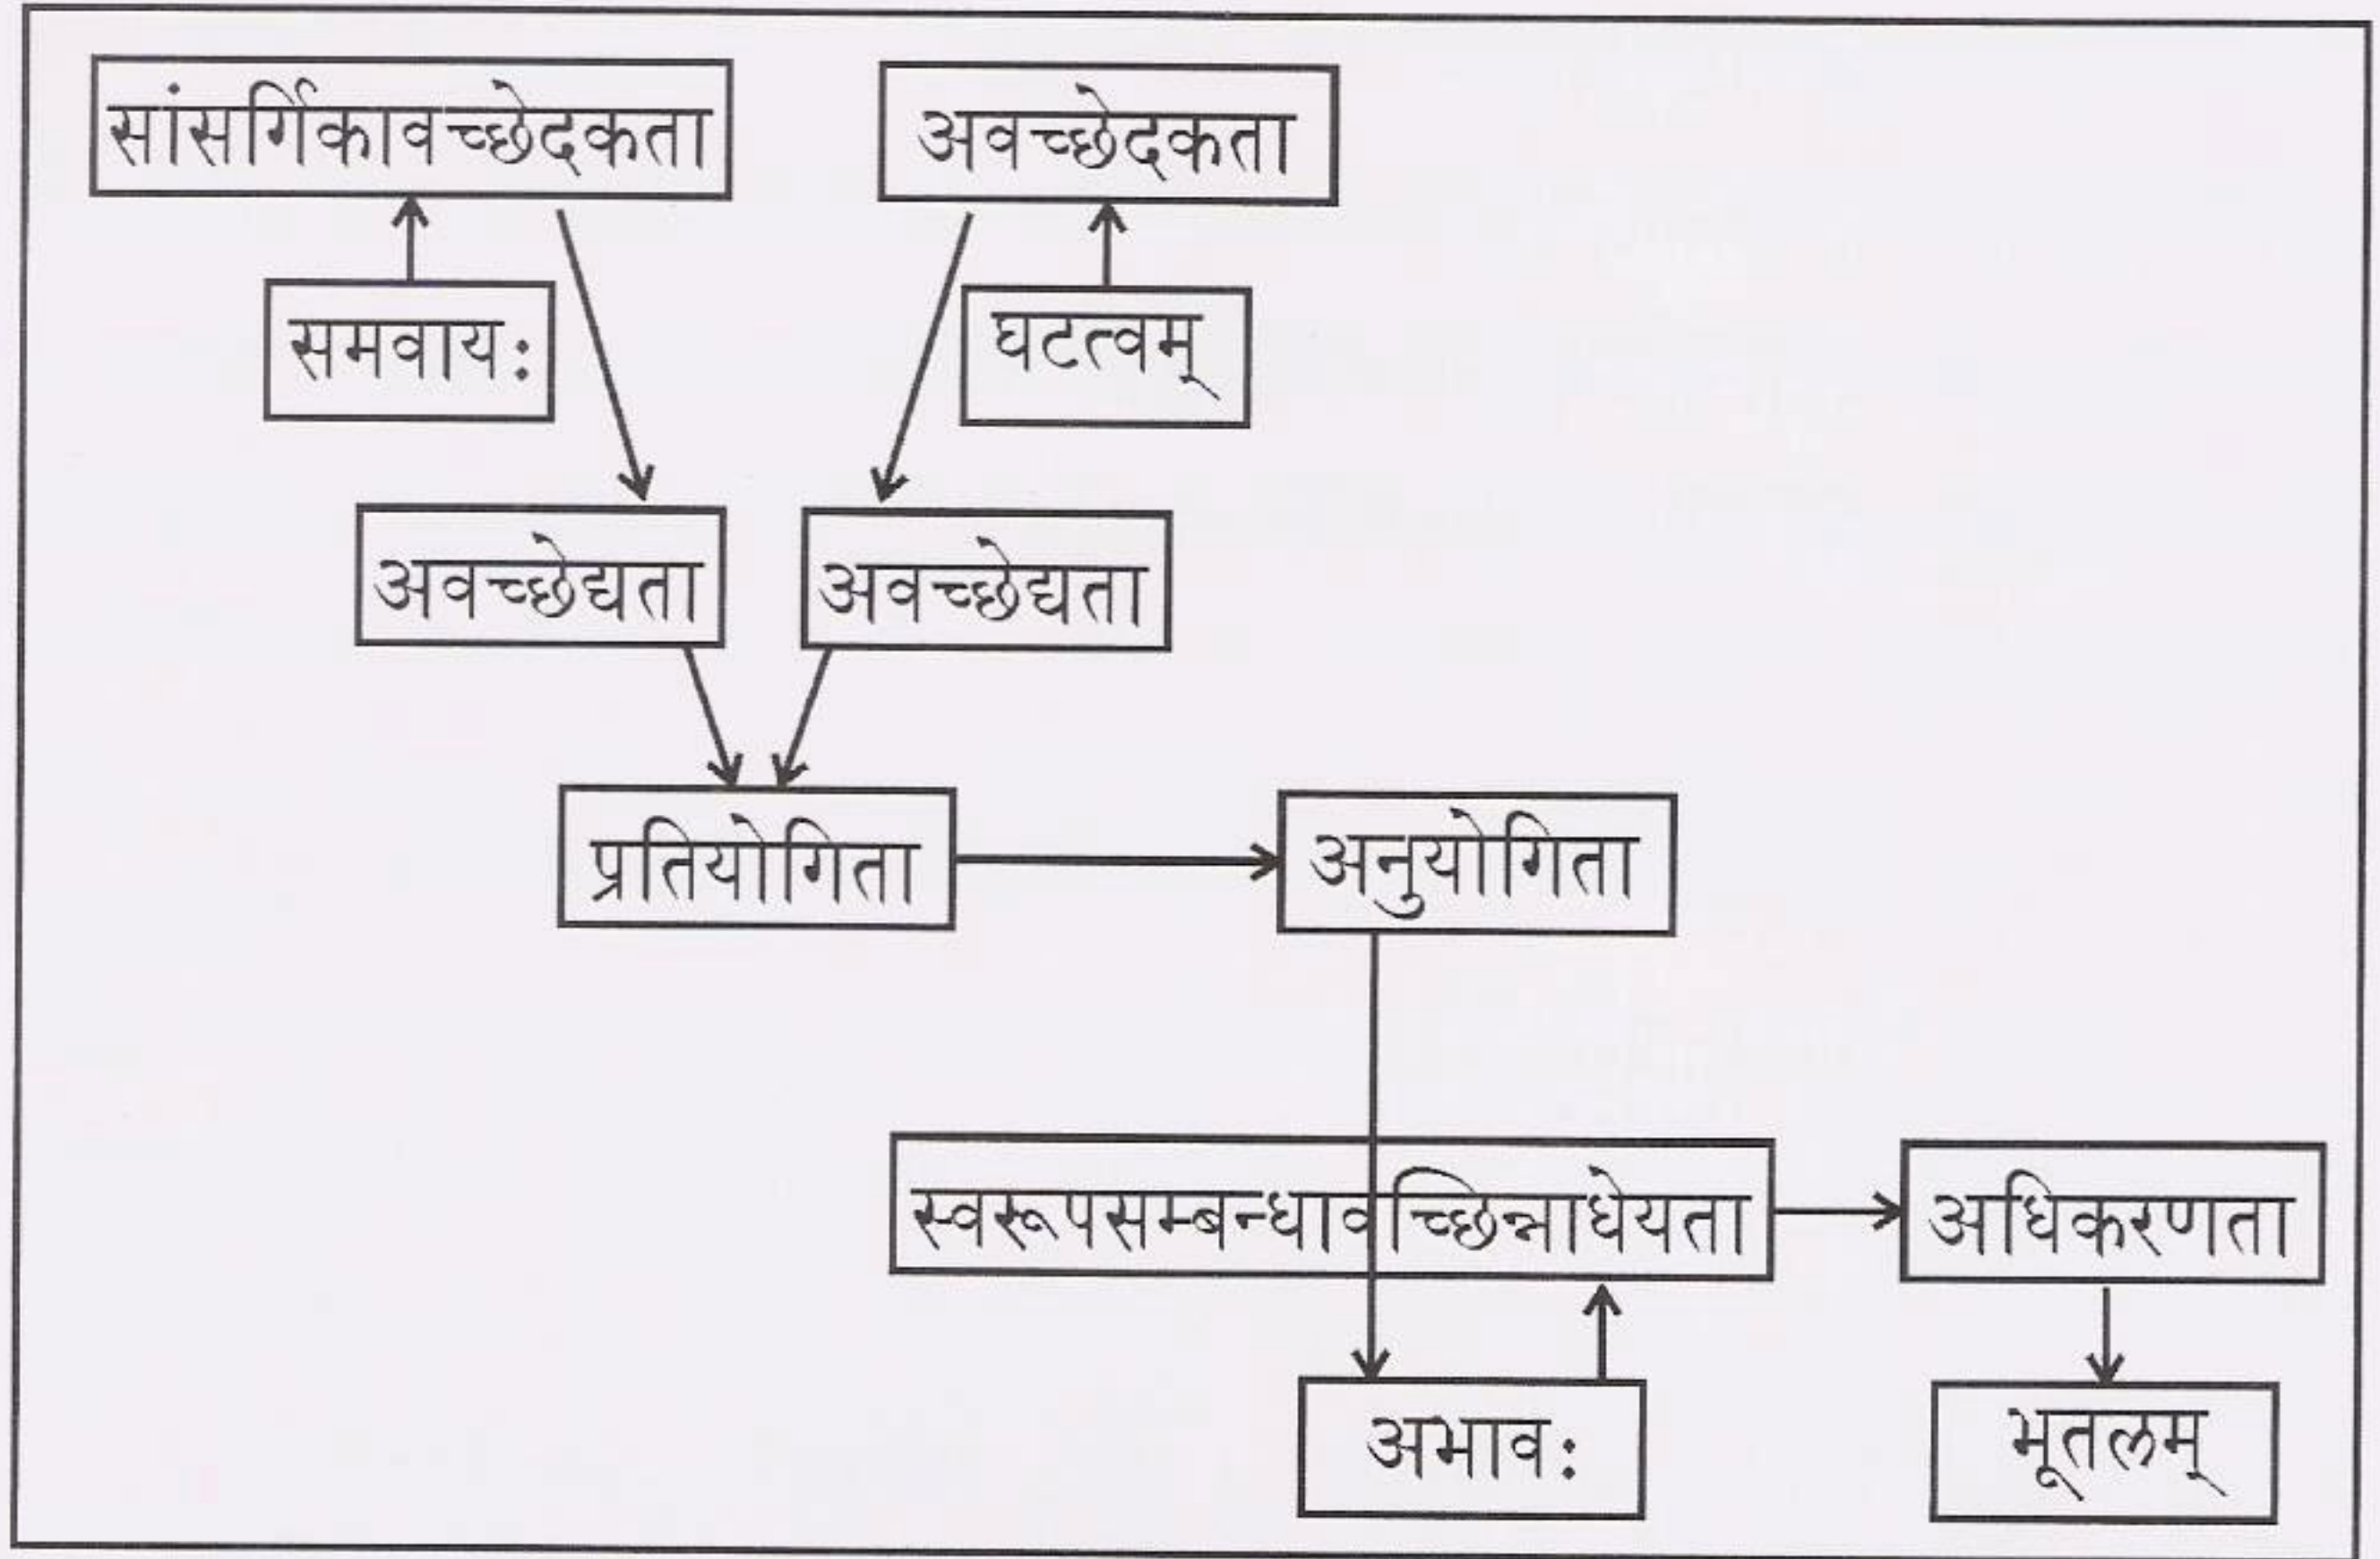 सांसर्गिकावच्छेदकता
अवच्छेदकता
समवायः
घटत्वम्
अवच्छेद्यता
अवच्छेद्यता
प्रतियोगिता
अनुयोगिता
स्वरूपसम्बन्धावच्छिन्नाधेयता
अधिकरणता
अभावः
भूतलम्